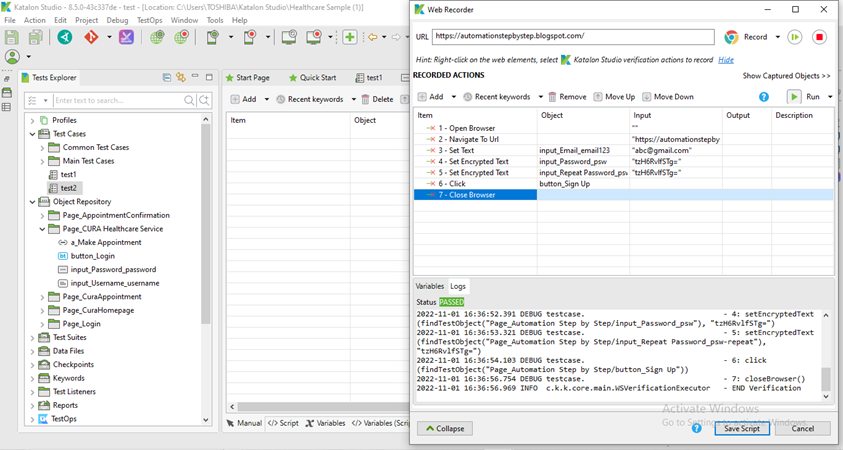 Katalon Studio - 8.5.0-43c337de - test - [Location: C:\Users\TOSHIBA\Katalon Studio\Healthcare Sample (1)]
File Action Edit Project Debug TestOps Window Tools Help
Tests Explorer
Enter text to search...
Profiles
Test Cases
Common Test Cases
Main Test Cases
test1
test2
Object Repository
Page_AppointmentConfirmation
Page_CURA Healthcare Service
a_Make Appointment
button_Login
input_Password_password
input_Username_username
Page_CuraAppointment
Page_CuraHomepage
Page_Login
Test Suites
Data Files
Checkpoints
Keywords
Test Listeners
Reports
TestOps
Start Page Quick Start test1
Add Recent keywords Delete
Item Object
Manual </> Script Variables </> Variables (Scri
Web Recorder
URL https://automationstepbystep.blogspot.com/ Record
Hint: Right-click on the web elements, select Katalon Studio verification actions to record Hide
RECORDED ACTIONS Show Captured Objects >>
Add Recent keywords Remove Move Up Move Down ? Run
Item Object Input Output Description
1 - Open Browser ""
2 - Navigate To Url "https://automationstepby
3 - Set Text input_Email_email123 "abc@gmail.com"
4 - Set Encrypted Text input_Password_psw "tzH6RvlfSTg="
5 - Set Encrypted Text input_Repeat Password_psw "tzH6RvlfSTg="
6 - Click button_Sign Up
7 - Close Browser
Variables Logs
Status PASSED
2022-11-01 16:36:52.391 DEBUG testcase. - 4: setEncryptedText
(findTestObject("Page_Automation Step by Step/input_Password_psw"), "tzH6RvlfSTg=")
2022-11-01 16:36:53.321 DEBUG testcase. - 5: setEncryptedText
(findTestObject("Page_Automation Step by Step/input_Repeat Password_psw-repeat"),
"tzH6RvlfSTg=")
2022-11-01 16:36:54.103 DEBUG testcase. - 6: click
(findTestObject("Page_Automation Step by Step/button_Sign Up"))
2022-11-01 16:36:56.754 DEBUG testcase. - 7: closeBrowser()
2022-11-01 16:36:56.969 INFO c.k.k.core.main.WSVerificationExecutor - END Verification
Activate Windows
Go to Settings to activate Windows.
Collapse ? Save Script Cancel